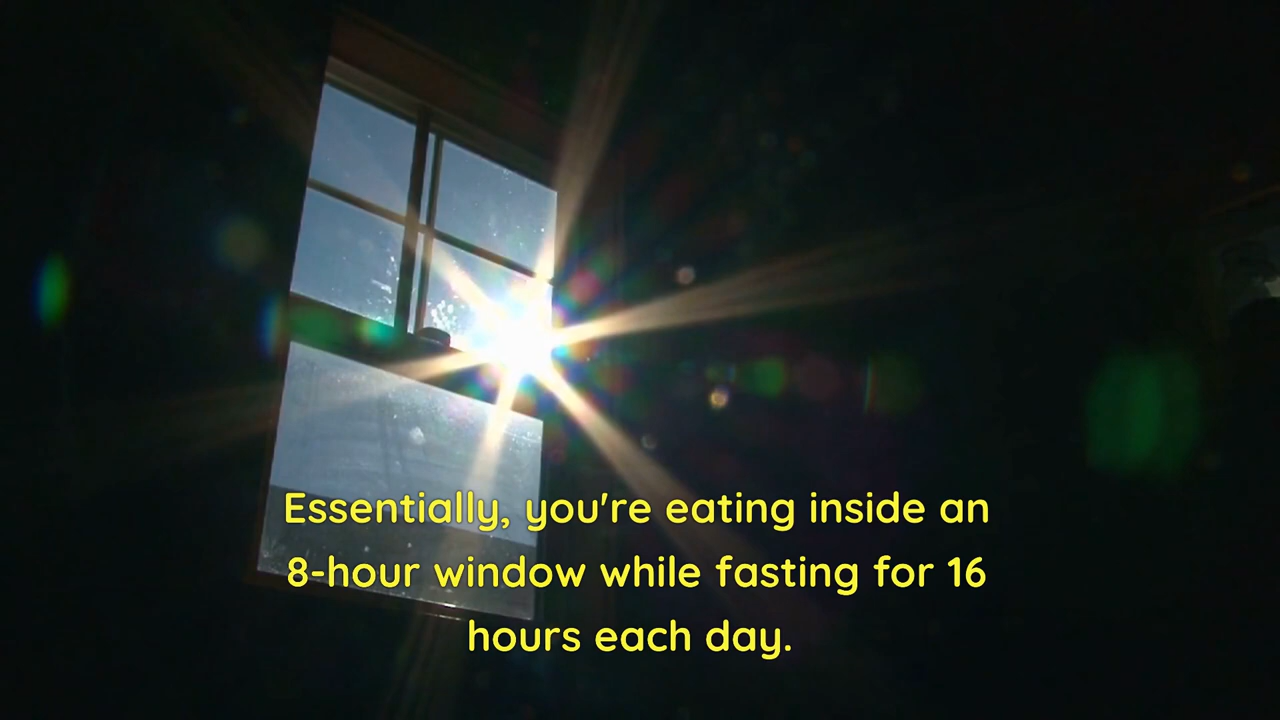 Essentially, you're eating inside an
8-hour window while fasting for 16
hours each day.